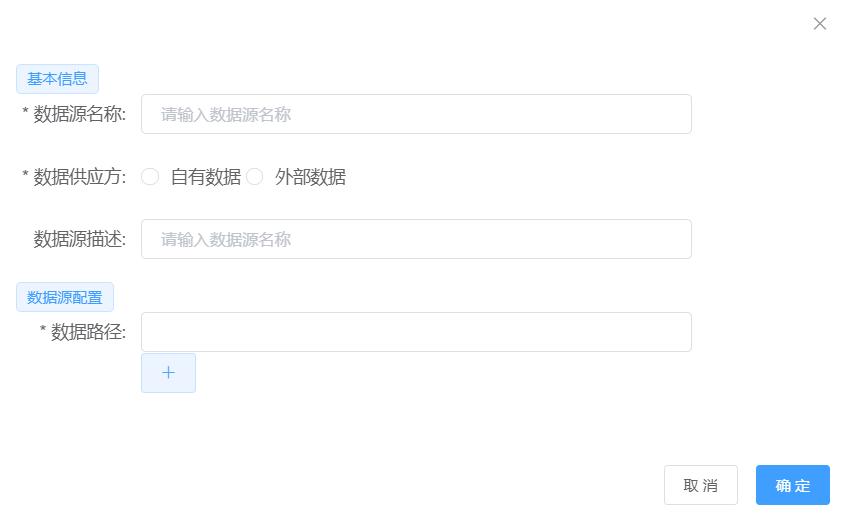 基本信息
* 数据源名称: 请输入数据源名称
* 数据供应方: 自有数据 外部数据
数据源描述: 请输入数据源名称
数据源配置
* 数据路径:
+
取 消 确 定